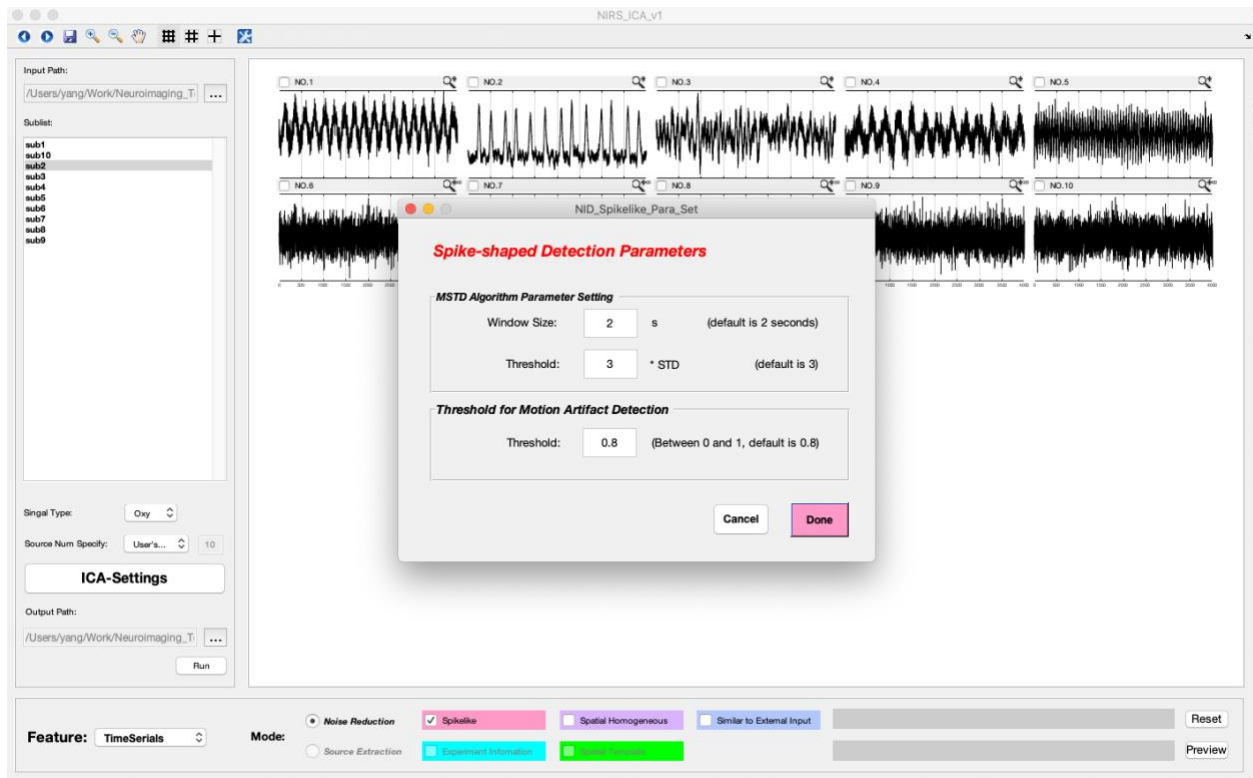 NIRS_ICA_v1
Input Path:
/Users/yang/Work/Neuroimaging_T
...
Sublist:
sub1
sub10
sub2
sub3
sub4
sub5
sub6
sub7
sub8
sub9
Singal Type:
Oxy
Source Num Specify:
User's...
10
ICA-Settings
Output Path:
/Users/yang/Work/Neuroimaging_T
...
Run
NO.1
NO.2
NO.3
NO.4
NO.5
NO.6
NO.7
NO.8
NO.9
NO.10
NID_Spikelike_Para_Set
Spike-shaped Detection Parameters
MSTD Algorithm Parameter Setting
Window Size: 2 s (default is 2 seconds)
Threshold: 3 * STD (default is 3)
Threshold for Motion Artifact Detection
Threshold: 0.8 (Between 0 and 1, default is 0.8)
Cancel
Done
Feature: TimeSerials
Mode:
Noise Reduction
Spikelike
Spatial Homogeneous
Similar to External Input
Reset
Source Extraction
Experiment Infomation
Spatial Template
Preview